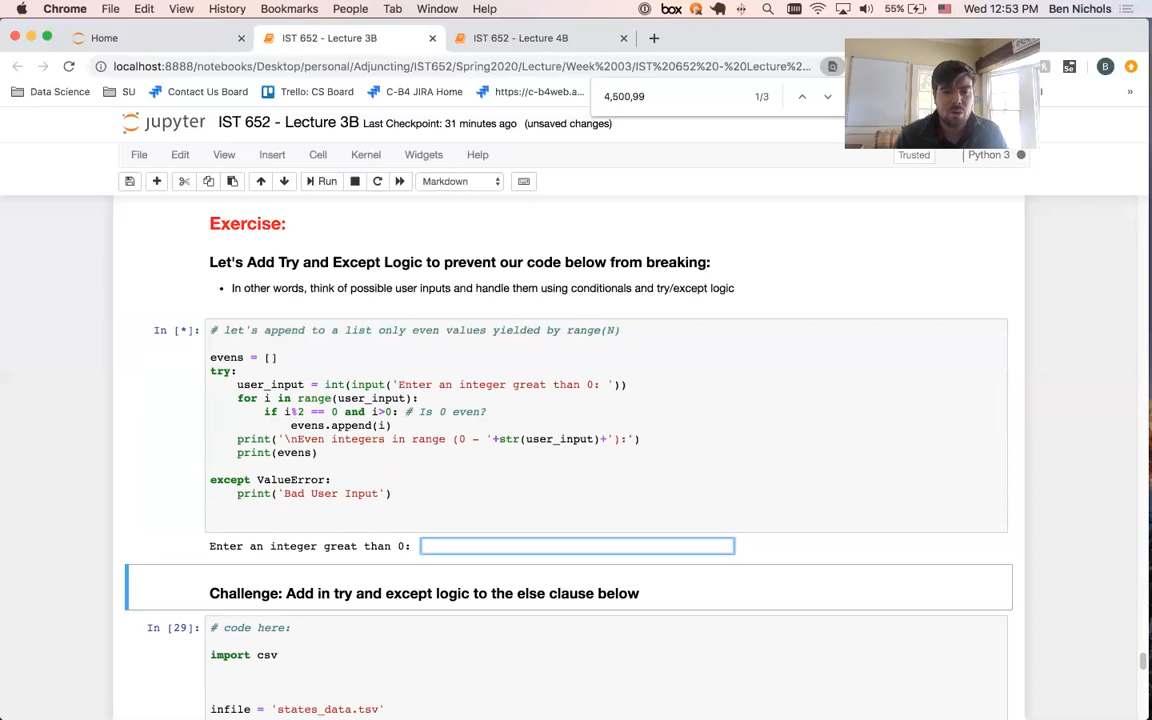 Chrome File Edit View History Bookmarks People Tab Window Help box 55% Wed 12:53 PM Ben Nichols
Home IST 652 - Lecture 3B IST 652 - Lecture 4B
localhost:8888/notebooks/Desktop/personal/Adjuncting/IST652/Spring2020/Lecture/Week%2003/IST%20652%20-%20Lecture%... Se B
Data Science SU Contact Us Board Trello: CS Board C-B4 JIRA Home https://c-b4web.a... 4,500,99 1/3 »
jupyter IST 652 - Lecture 3B Last Checkpoint: 31 minutes ago (unsaved changes)
File Edit View Insert Cell Kernel Widgets Help Trusted Python 3
Run Markdown
Exercise:
Let's Add Try and Except Logic to prevent our code below from breaking:
• In other words, think of possible user inputs and handle them using conditionals and try/except logic
In [*]: # let's append to a list only even values yielded by range(N)
evens = []
try:
user_input = int(input('Enter an integer great than 0: '))
for i in range(user_input):
if i%2 == 0 and i>0: # Is 0 even?
evens.append(i)
print('\nEven integers in range (0 - '+str(user_input)+'):')
print(evens)
except ValueError:
print('Bad User Input')
Enter an integer great than 0:
Challenge: Add in try and except logic to the else clause below
In [29]: # code here:
import csv
infile = 'states_data.tsv'